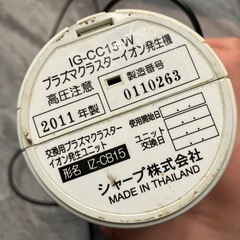 IG-CC15-W
プラズマクラスターイオン発生機
高圧注意
製造番号
2011年製
0110263
交換用プラズマクラスター
イオン発生ユニット
形名 IZ-CB15
使用開始日
ユニット
交換日
シャープ株式会社
MADE IN THAILAND